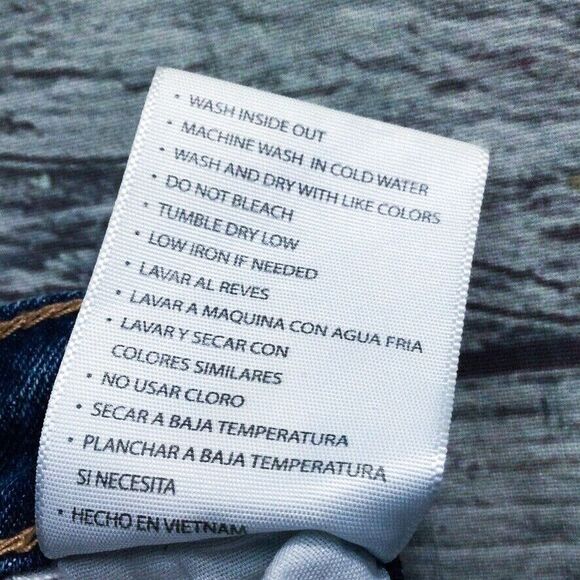 • WASH INSIDE OUT
• MACHINE WASH IN COLD WATER
• WASH AND DRY WITH LIKE COLORS
• DO NOT BLEACH
• TUMBLE DRY LOW
• LOW IRON IF NEEDED
• LAVAR AL REVES
• LAVAR A MAQUINA CON AGUA FRIA
• LAVAR Y SECAR CON
COLORES SIMILARES
• NO USAR CLORO
• SECAR A BAJA TEMPERATURA
• PLANCHAR A BAJA TEMPERATURA
SI NECESITA
• HECHO EN VIETNAM